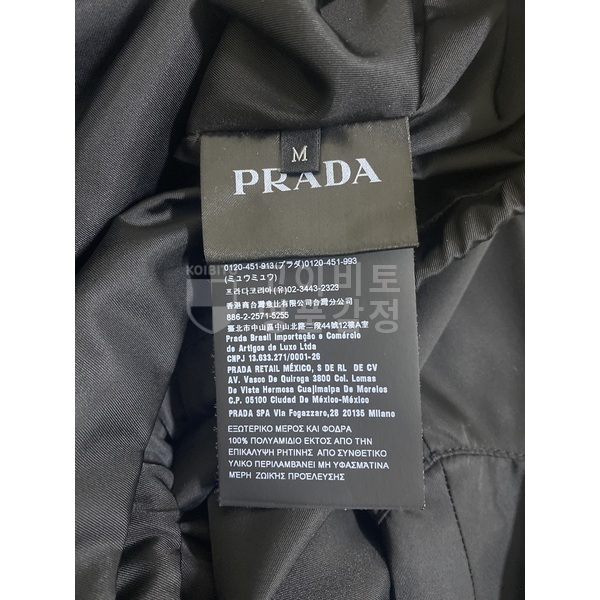 M
PRADA
0120-451-913(プラダ)0120-451-993
(ミュウミュウ)
프라다코리아(유)02-3443-2323
香港商台灣普比有限公司台灣分公司
886-2-2571-5255
臺北市中山區中山北路二段44號12樓A室
Prada Brasil Importação e Comércio
de Artigos de Luxo Ltda
CNPJ 13.633.271/0001-26
PRADA RETAIL MÉXICO, S DE RL DE CV
AV. Vasco De Quiroga 3800 Col. Lomas
De Vista Hermosa Cuajimalpa De Morelos
C.P. 05100 Ciudad De México-México
PRADA SPA Via Fogazzaro,28 20135 Milano
ΕΞΩΤΕΡΙΚΟ ΜΕΡΟΣ ΚΑΙ ΦΟΔΡΑ
100% ΠΟΛΥΑΜΙΔΙΟ ΕΚΤΟΣ ΑΠΟ ΤΗΝ
ΕΠΙΚΑΛΥΨΗ ΡΗΤΙΝΗΣ ΑΠΟ ΣΥΝΘΕΤΙΚΟ
ΥΛΙΚΟ ΠΕΡΙΛΑΜΒΑΝΕΙ ΜΗ ΥΦΑΣΜΑΤΙΝΑ
ΜΕΡΗ ΖΩΙΚΗΣ ΠΡΟΕΛΕΥΣΗΣ
KOIBITO